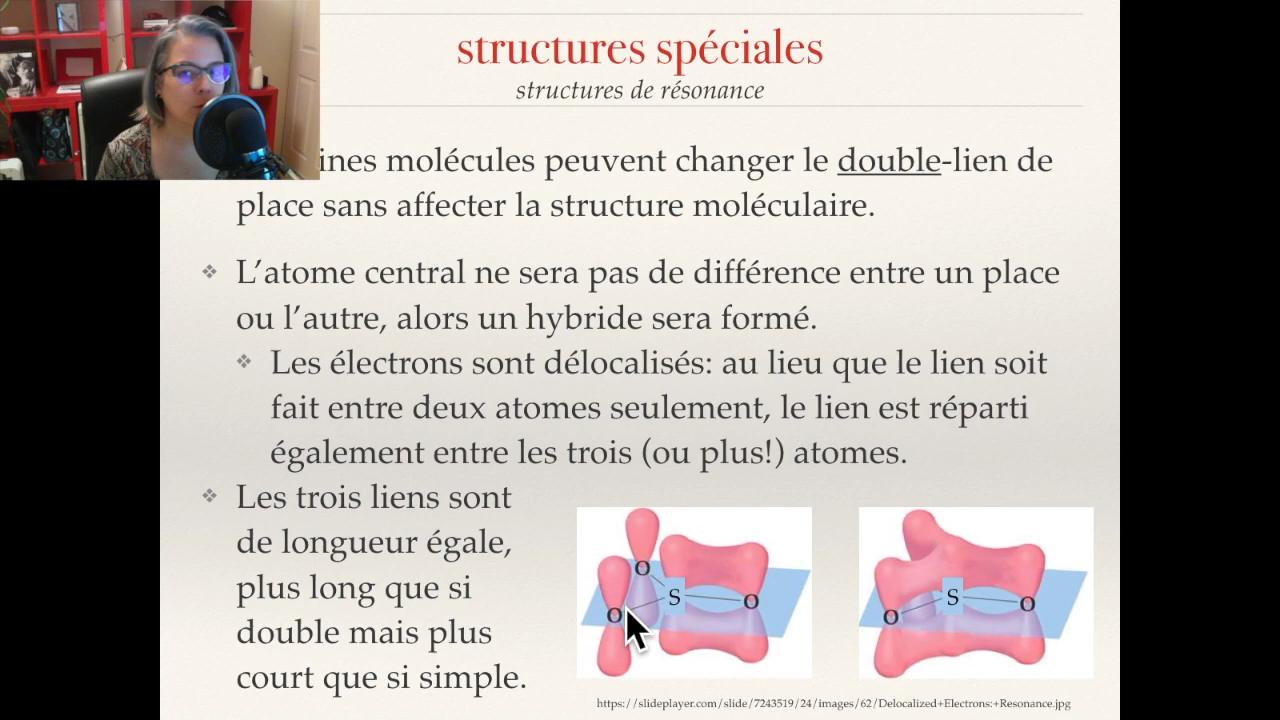 structures spéciales
structures de résonance
molécules peuvent changer le double-lien de
place sans affecter la structure moléculaire.
❖ L’atome central ne sera pas de différence entre un place
ou l’autre, alors un hybride sera formé.
❖ Les électrons sont délocalisés: au lieu que le lien soit
fait entre deux atomes seulement, le lien est réparti
également entre les trois (ou plus!) atomes.
❖ Les trois liens sont
de longueur égale,
plus long que si
double mais plus
court que si simple.
O
S
O
O
S
O
O
https://slideplayer.com/slide/7243519/24/images/62/Delocalized+Electrons:+Resonance.jpg